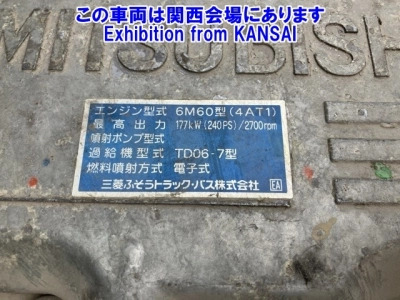 この車両は関西会場にあります
Exhibition from KANSAI
MITSUBISHI
エンジン型式 6M60型(4AT1)
最高出力 177kW(240PS)/2700rpm
噴射ポンプ型式
過給機型式 TD06-7型
燃料噴射方式 電子式
三菱ふそうトラック・バス株式会社 EA